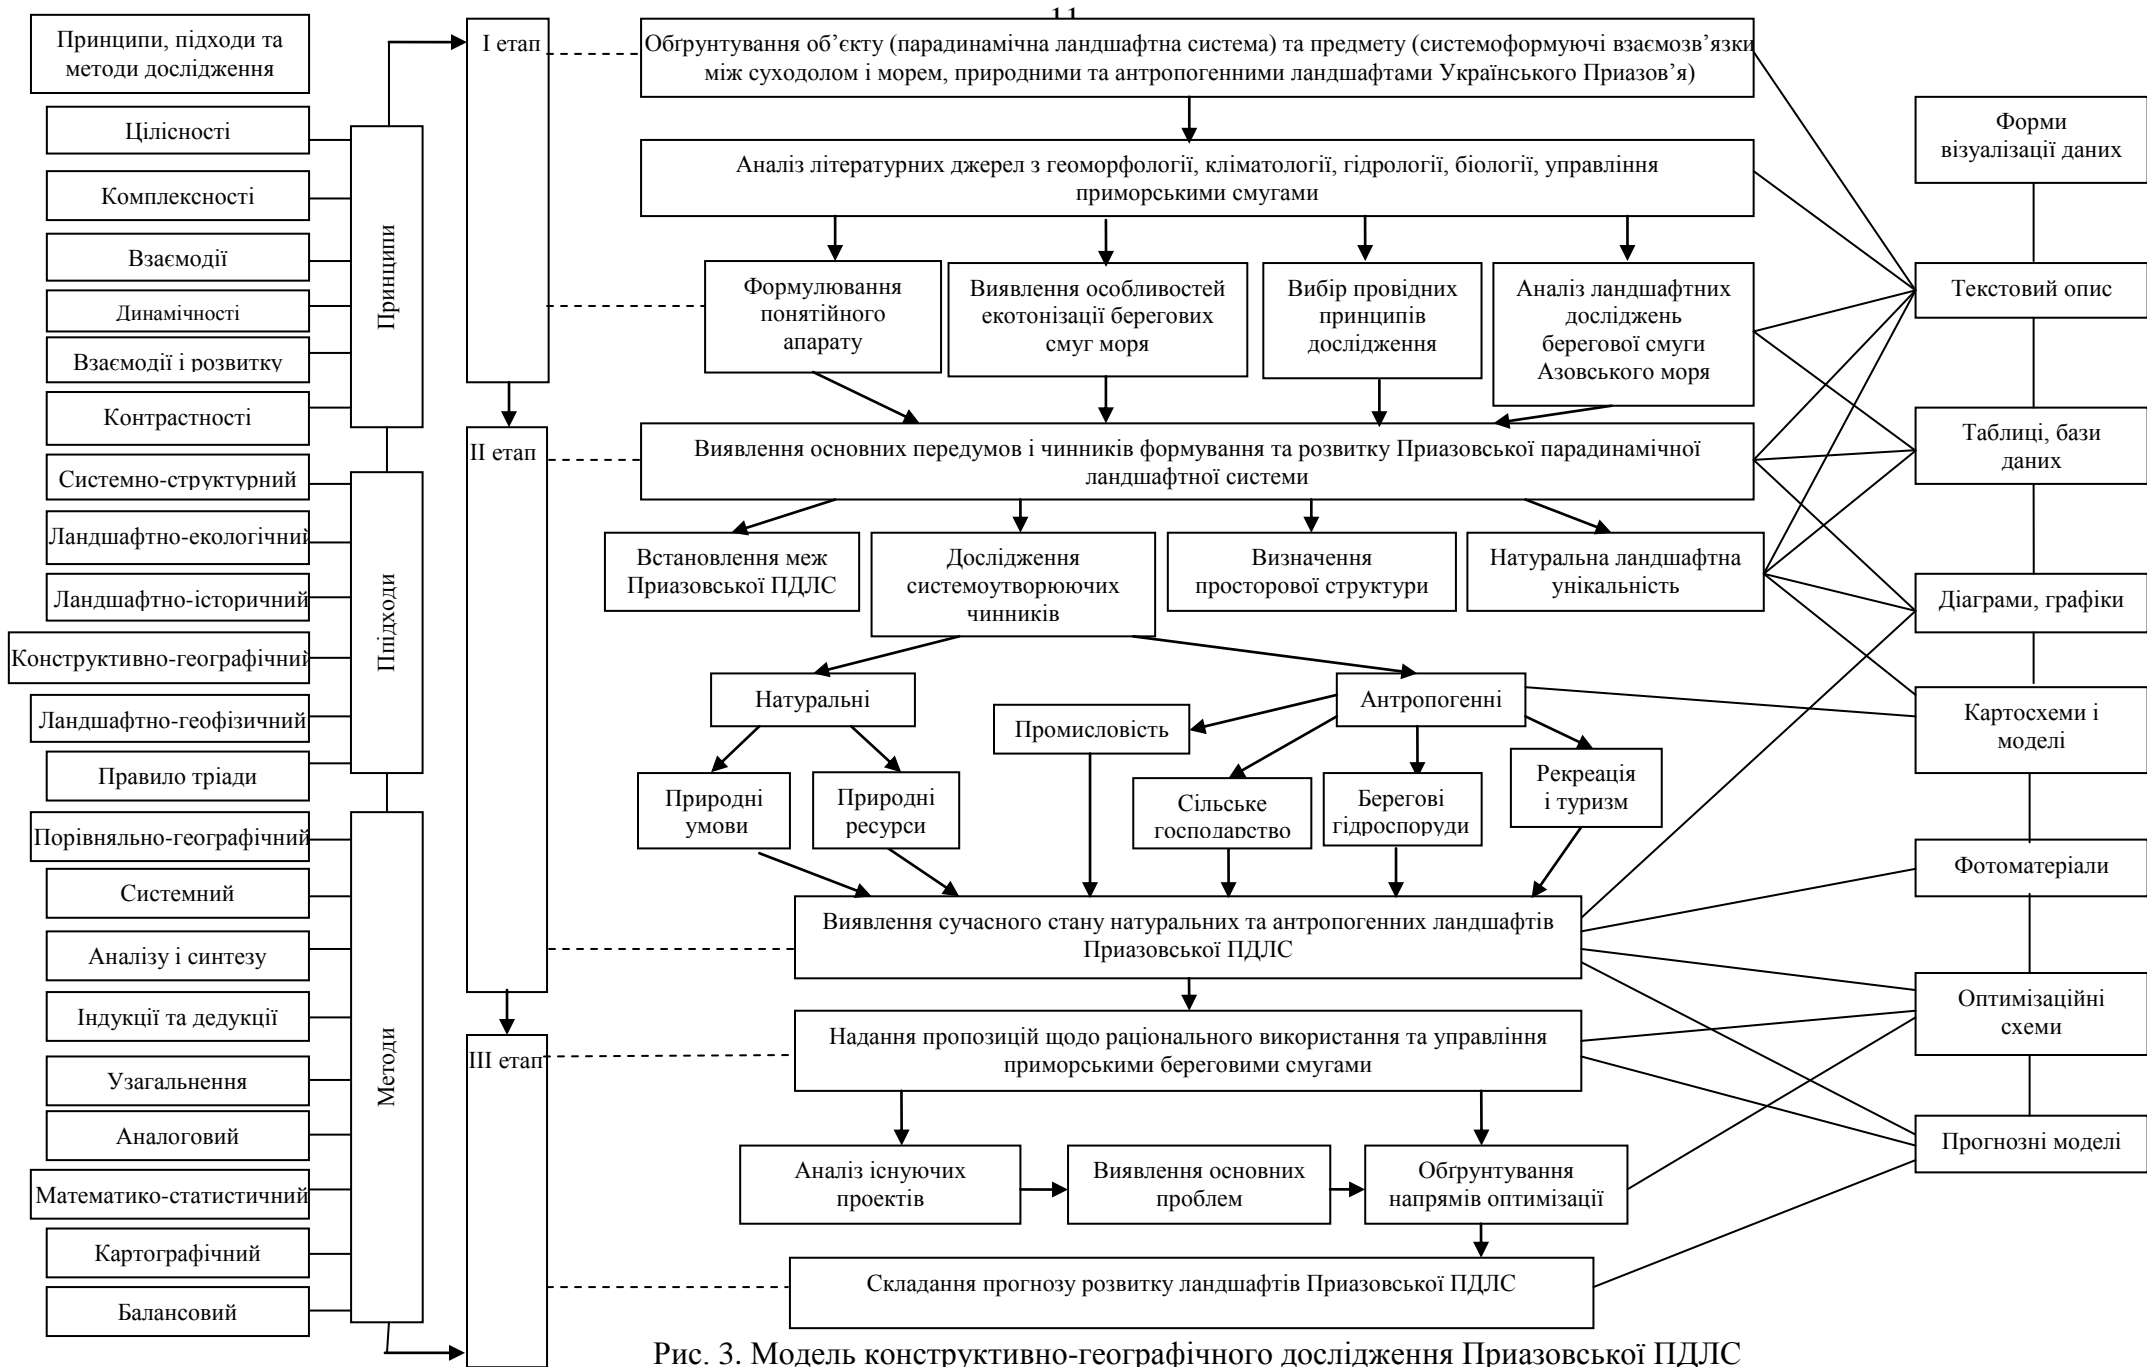 11
Принципи, підходи та
методи дослідження
Цілісності
Комплексності
Взаємодії
Динамічності
Взаємодії і розвитку
Контрастності
Системно-структурний
Ландшафтно-екологічний
Ландшафтно-історичний
Конструктивно-географічний
Ландшафтно-геофізичний
Правило тріади
Порівняльно-географічний
Системний
Аналізу і синтезу
Індукції та дедукції
Узагальнення
Аналоговий
Математико-статистичний
Картографічний
Балансовий
Принципи
Ппідходи
Методи
І етап
ІІ етап
ІІІ етап
Обґрунтування об’єкту (парадинамічна ландшафтна система) та предмету (системоформуючі взаємозв’язки
між суходолом і морем, природними та антропогенними ландшафтами Українського Приазов’я)
Аналіз літературних джерел з геоморфології, кліматології, гідрології, біології, управління
приморськими смугами
Формулювання
понятійного
апарату
Виявлення особливостей
екотонізації берегових
смуг моря
Вибір провідних
принципів
дослідження
Аналіз ландшафтних
досліджень
берегової смуги
Азовського моря
Виявлення основних передумов і чинників формування та розвитку Приазовської парадинамічної
ландшафтної системи
Встановлення меж
Приазовської ПДЛС
Дослідження
системоутворюючих
чинників
Визначення
просторової структури
Натуральна ландшафтна
унікальність
Натуральні
Антропогенні
Промисловість
Природні
умови
Природні
ресурси
Сільське
господарство
Берегові
гідроспоруди
Рекреація
і туризм
Виявлення сучасного стану натуральних та антропогенних ландшафтів
Приазовської ПДЛС
Надання пропозицій щодо раціонального використання та управління
приморськими береговими смугами
Аналіз існуючих
проектів
Виявлення основних
проблем
Обґрунтування
напрямів оптимізації
Складання прогнозу розвитку ландшафтів Приазовської ПДЛС
Форми
візуалізації даних
Текстовий опис
Таблиці, бази
даних
Діаграми, графіки
Картосхеми і
моделі
Фотоматеріали
Оптимізаційні
схеми
Прогнозні моделі
Рис. 3. Модель конструктивно-географічного дослідження Приазовської ПДЛС